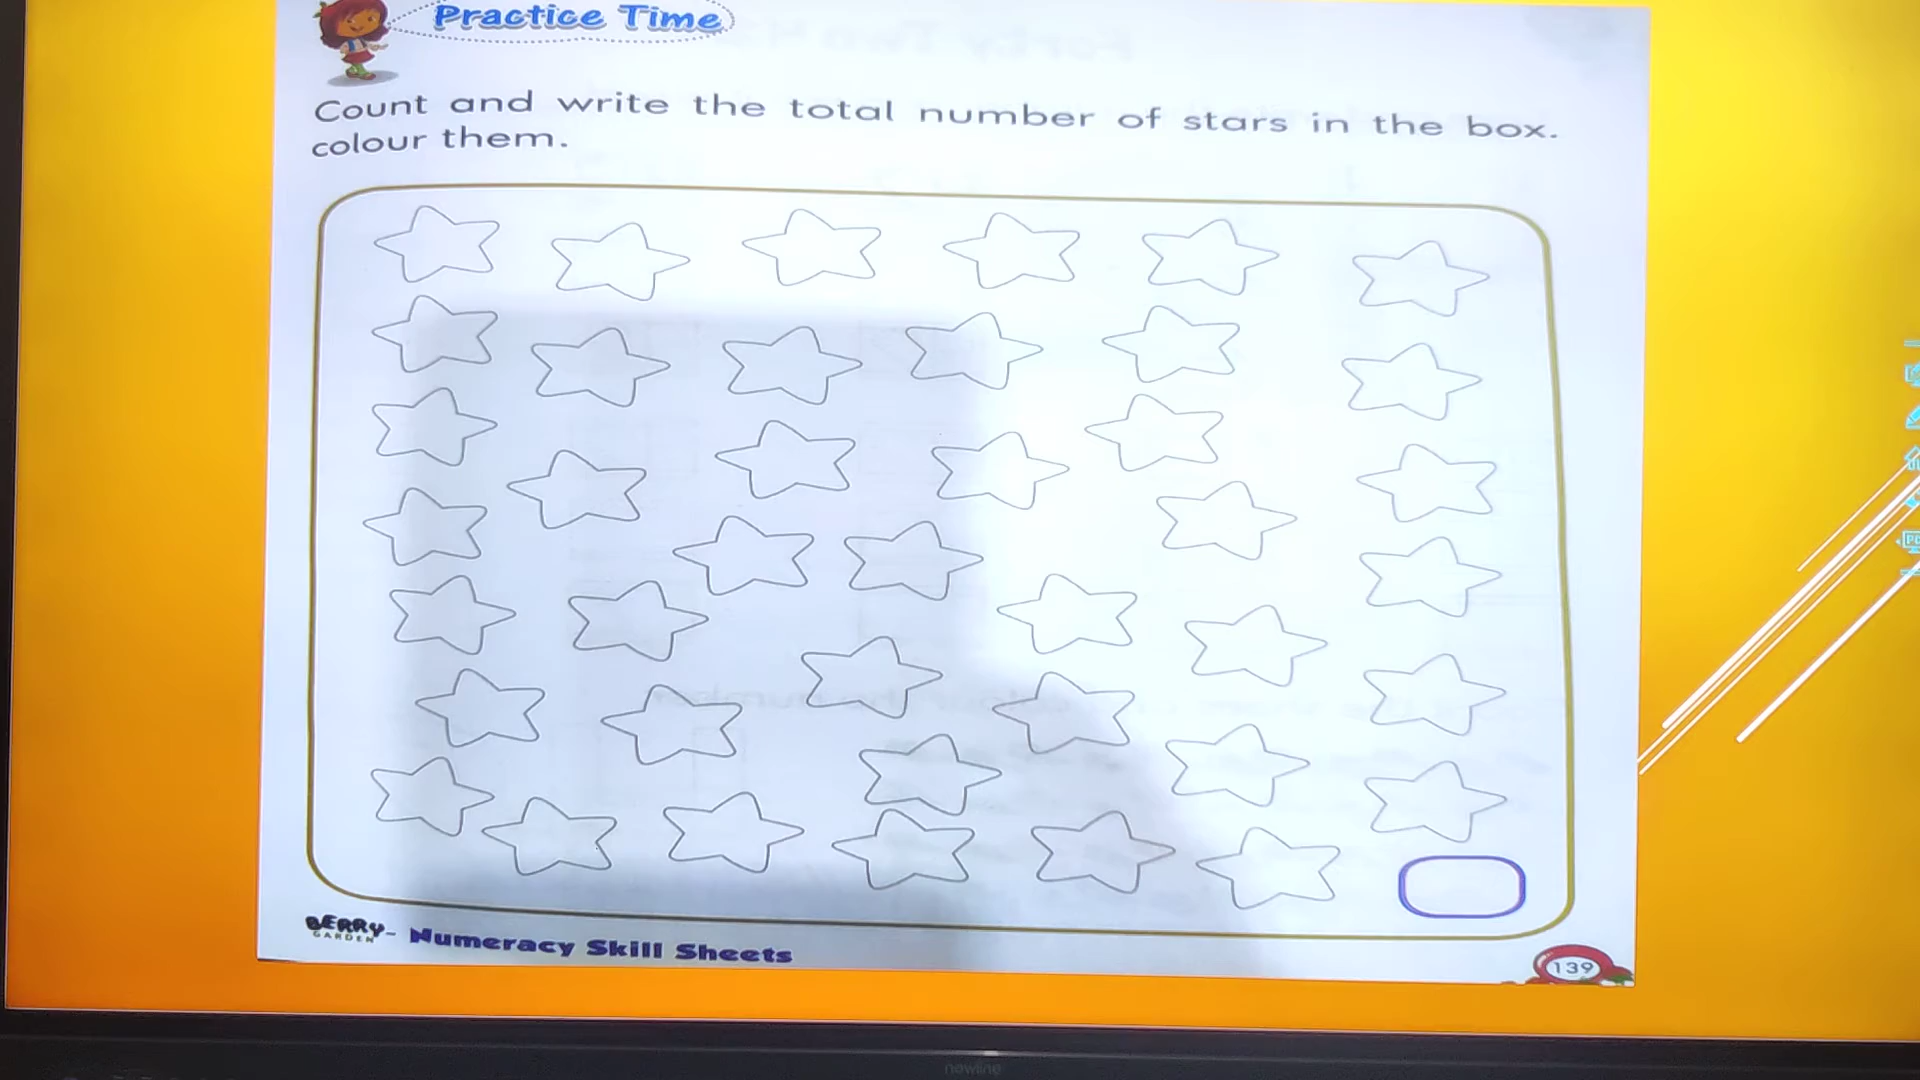 Practice Time
Count and write the total number of stars in the box.
colour them.
BERRY GARDEN - Numeracy Skill Sheets
139
newline